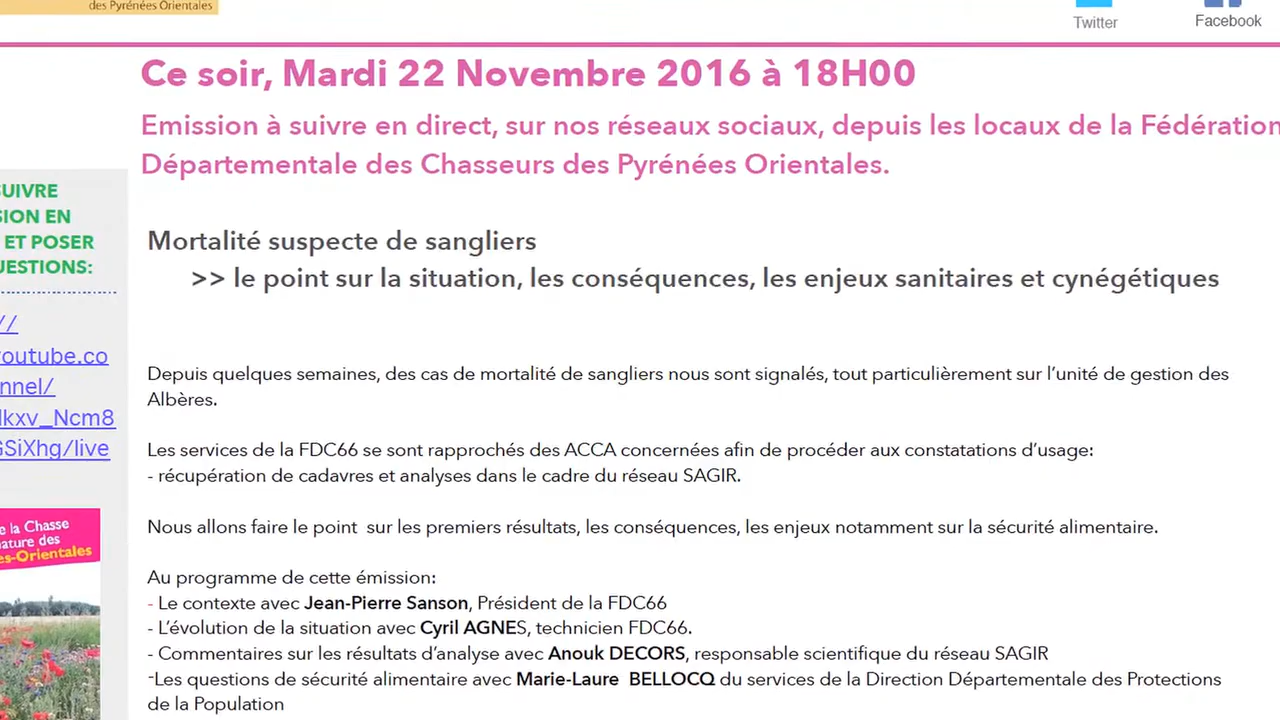 des Pyrénées Orientales
Twitter
Facebook
Ce soir, Mardi 22 Novembre 2016 à 18H00
Emission à suivre en direct, sur nos réseaux sociaux, depuis les locaux de la Fédération
Départementale des Chasseurs des Pyrénées Orientales.
UIVRE
SION EN
ET POSER
UESTIONS:
//
youtube.co
nnel/
lkxv_Ncm8
GSiXhg/live
e la Chasse
ature des
es-Orientales
Mortalité suspecte de sangliers
>> le point sur la situation, les conséquences, les enjeux sanitaires et cynégétiques
Depuis quelques semaines, des cas de mortalité de sangliers nous sont signalés, tout particulièrement sur l’unité de gestion des
Albères.
Les services de la FDC66 se sont rapprochés des ACCA concernées afin de procéder aux constatations d’usage:
- récupération de cadavres et analyses dans le cadre du réseau SAGIR.
Nous allons faire le point sur les premiers résultats, les conséquences, les enjeux notamment sur la sécurité alimentaire.
Au programme de cette émission:
- Le contexte avec Jean-Pierre Sanson, Président de la FDC66
- L’évolution de la situation avec Cyril AGNES, technicien FDC66.
- Commentaires sur les résultats d’analyse avec Anouk DECORS, responsable scientifique du réseau SAGIR
-Les questions de sécurité alimentaire avec Marie-Laure BELLOCQ du services de la Direction Départementale des Protections
de la Population